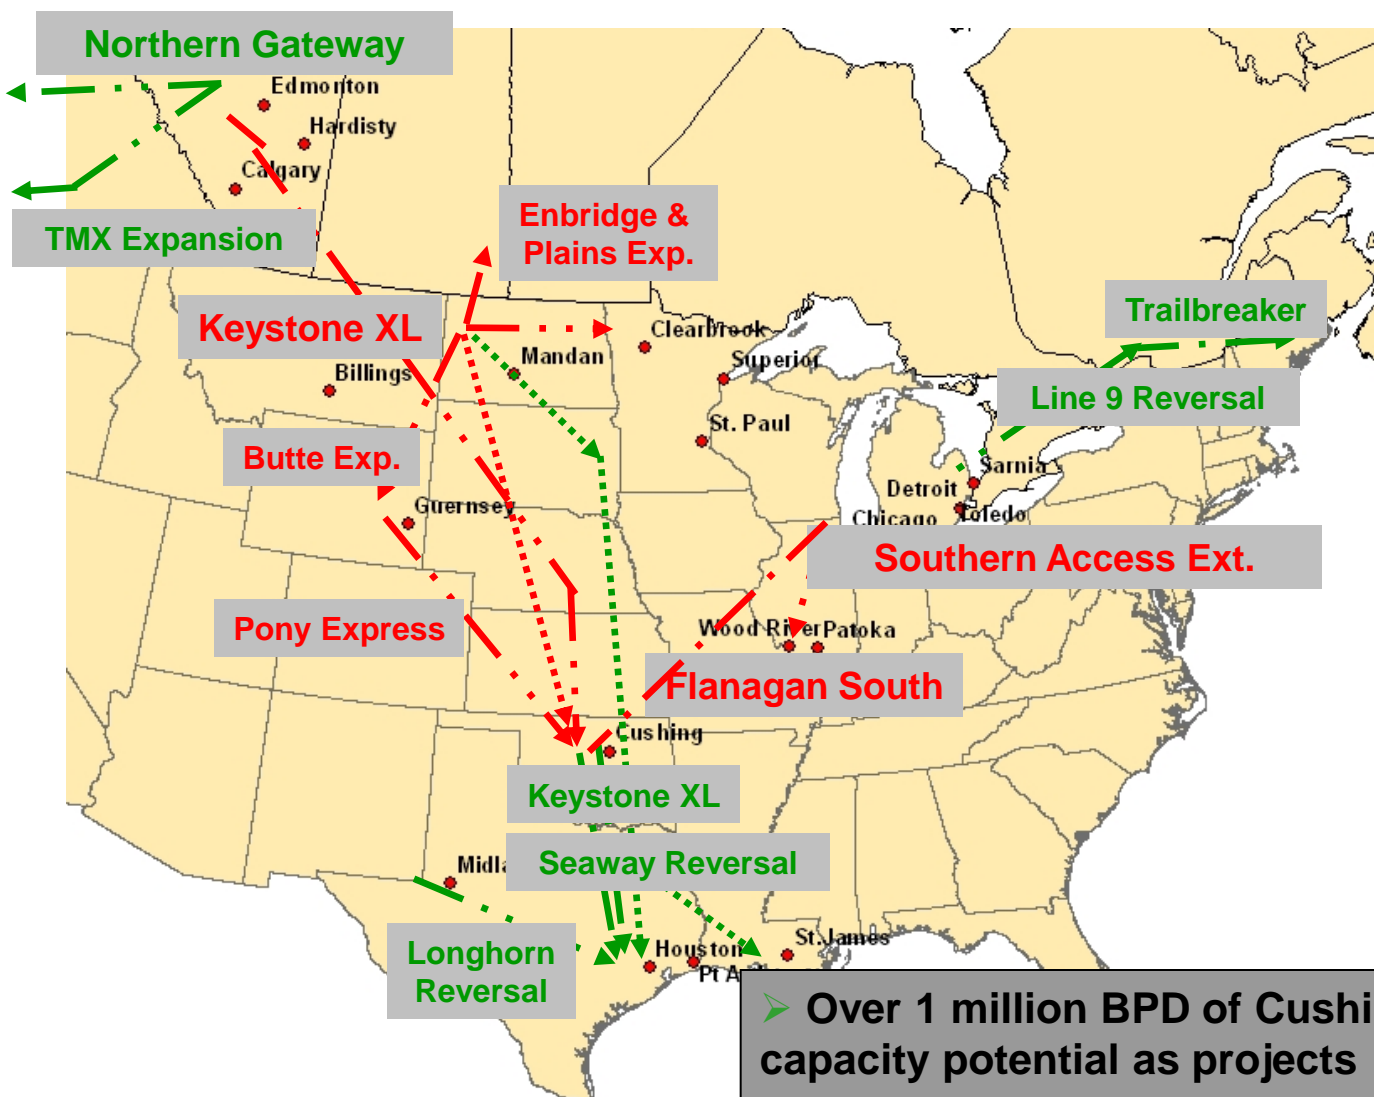 Northern Gateway
Edmonton
Hardisty
Calgary
TMX Expansion
Enbridge &
Plains Exp.
Keystone XL
Trailbreaker
Clearbrook
Mandan
Superior
Billings
Line 9 Reversal
St. Paul
Butte Exp.
Sarnia
Detroit
Guernsey
Chicago
Toledo
Southern Access Ext.
Pony Express
Wood River
Patoka
Flanagan South
Cushing
Keystone XL
Seaway Reversal
Longhorn
Reversal
St.James
Houston
Over 1 million BPD of
capacity potential as projects